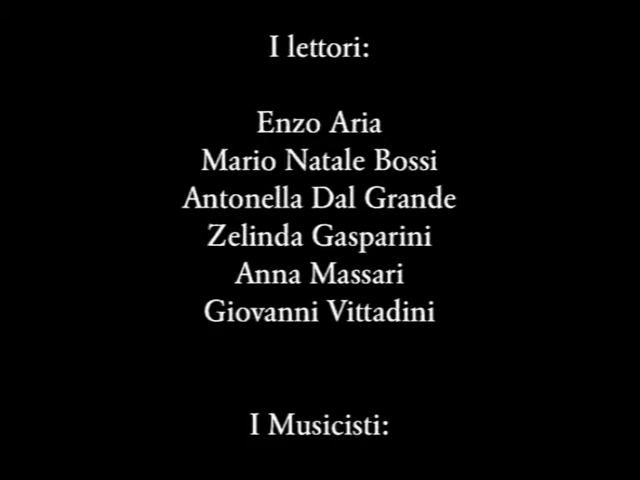 I lettori:
Enzo Aria
Mario Natale Bossi
Antonella Dal Grande
Zelinda Gasparini
Anna Massari
Giovanni Vittadini
I Musicisti: